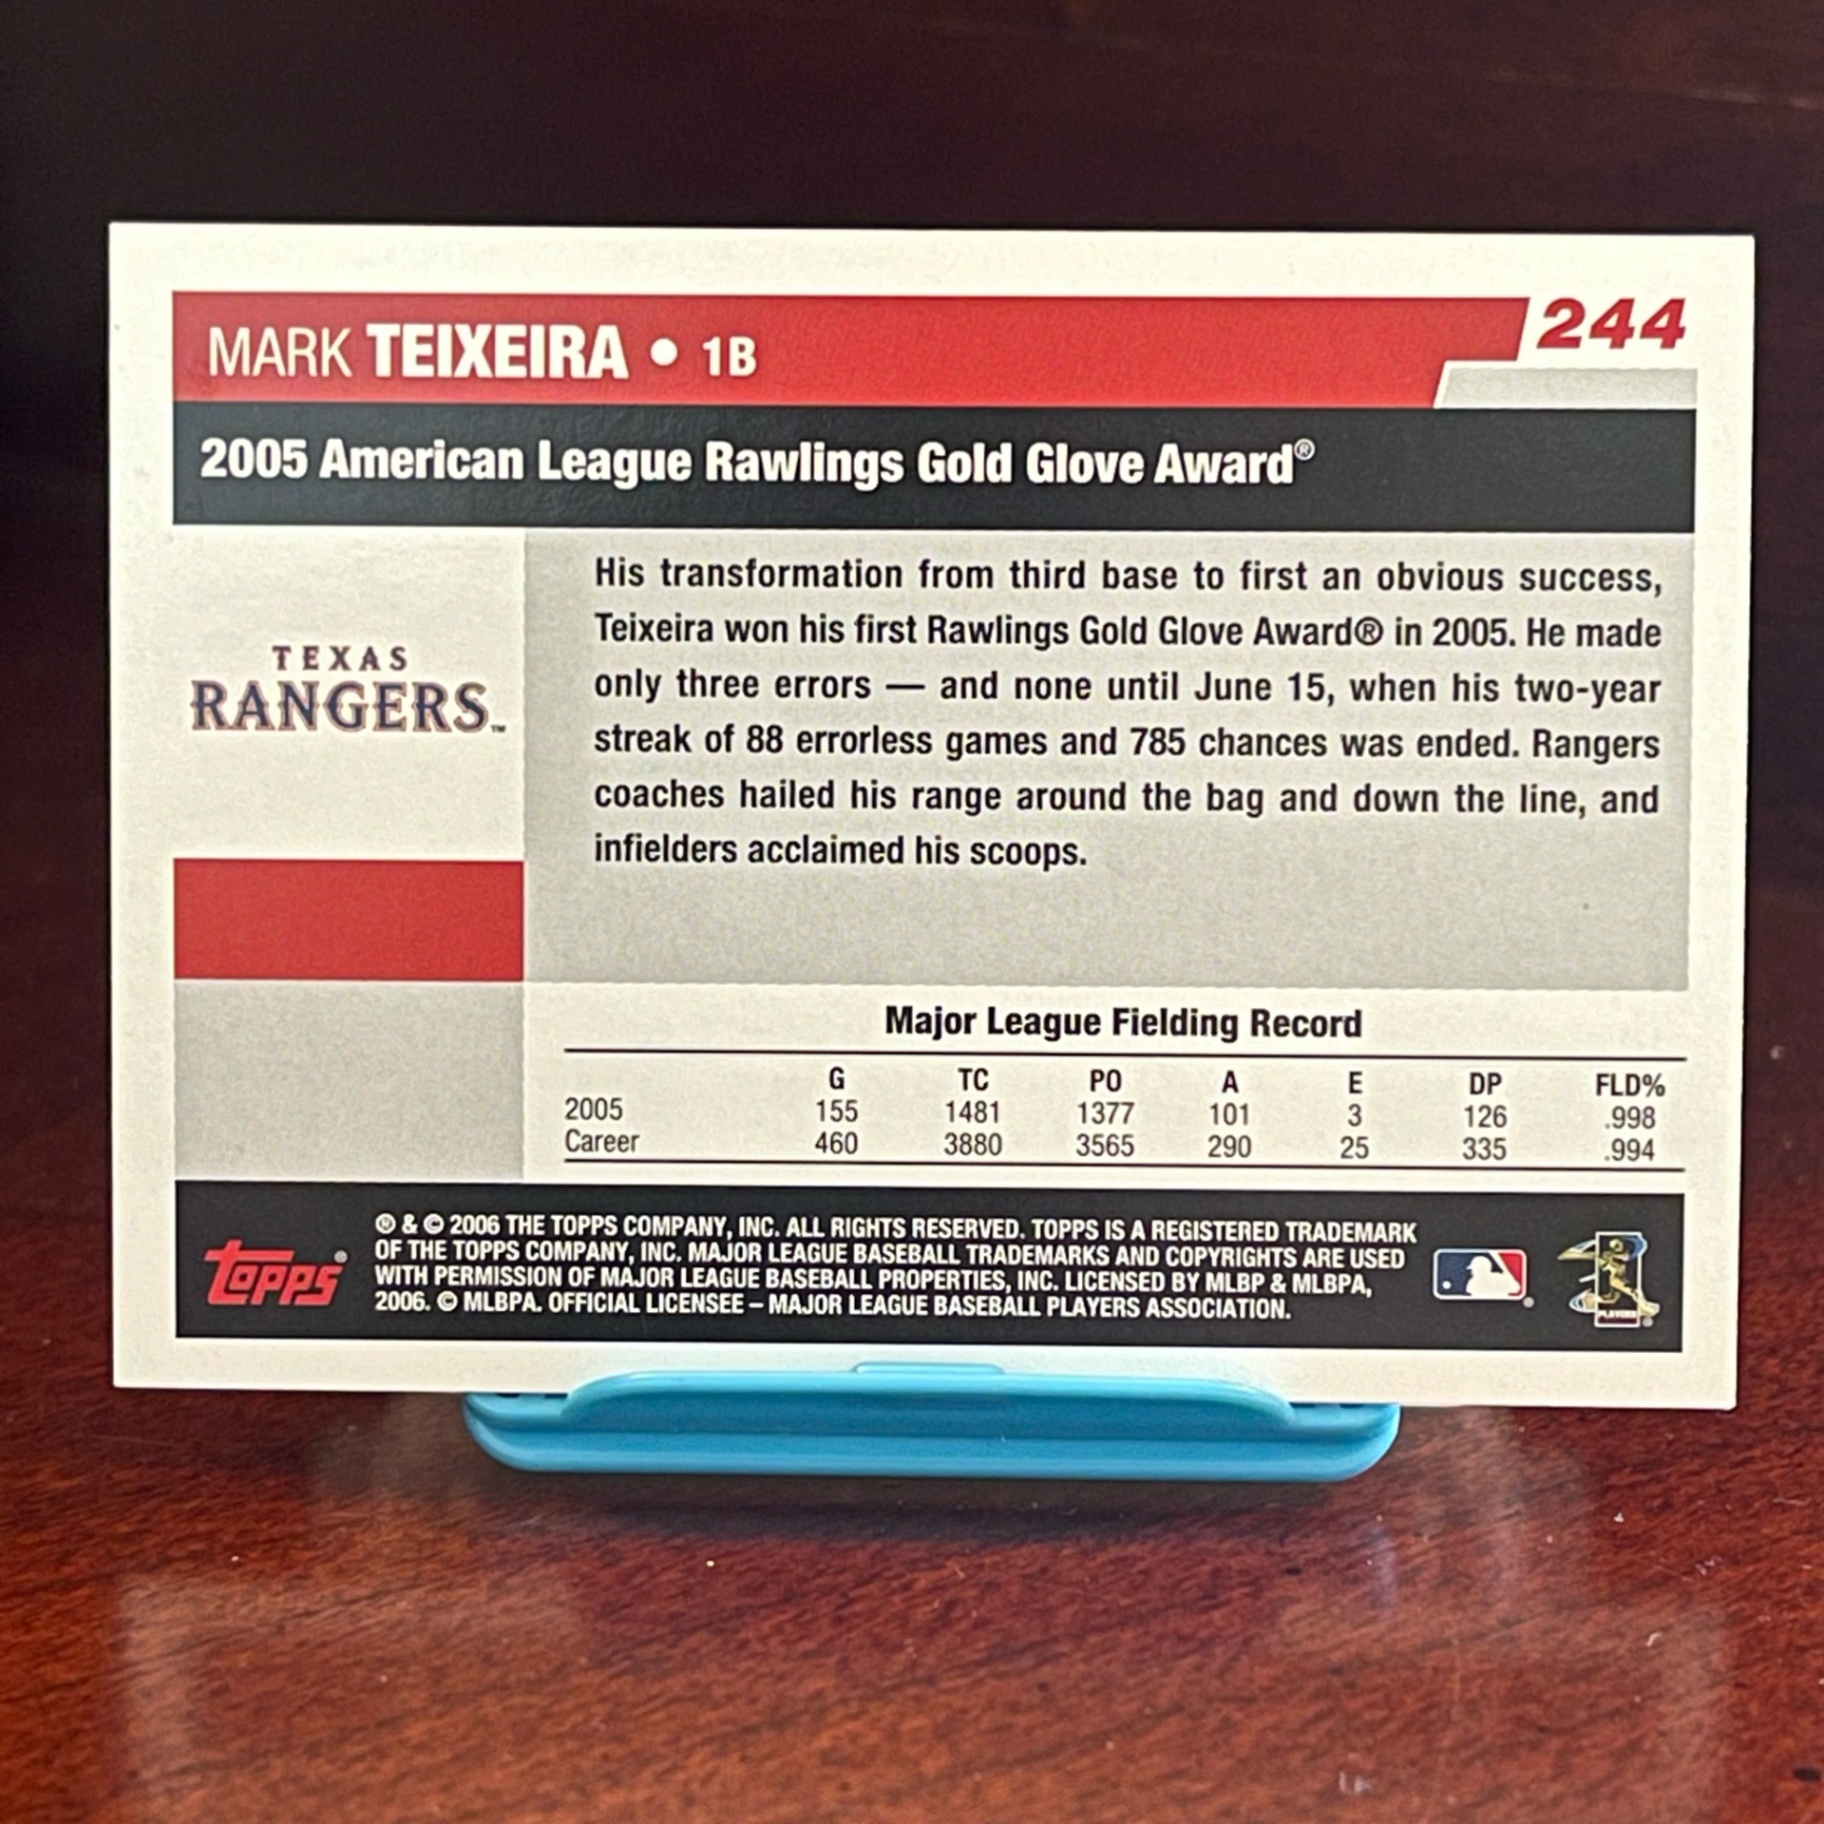 MARK TEIXEIRA • 1B
244
2005 American League Rawlings Gold Glove Award®
TEXAS
RANGERS™
His transformation from third base to first an obvious success,
Teixeira won his first Rawlings Gold Glove Award® in 2005. He made
only three errors — and none until June 15, when his two-year
streak of 88 errorless games and 785 chances was ended. Rangers
coaches hailed his range around the bag and down the line, and
infielders acclaimed his scoops.
Major League Fielding Record
G TC PO A E DP FLD%
2005 155 1481 1377 101 3 126 .998
Career 460 3880 3565 290 25 335 .994
topps®
® & © 2006 THE TOPPS COMPANY, INC. ALL RIGHTS RESERVED. TOPPS IS A REGISTERED TRADEMARK
OF THE TOPPS COMPANY, INC. MAJOR LEAGUE BASEBALL TRADEMARKS AND COPYRIGHTS ARE USED
WITH PERMISSION OF MAJOR LEAGUE BASEBALL PROPERTIES, INC. LICENSED BY MLBP & MLBPA,
2006. © MLBPA. OFFICIAL LICENSEE – MAJOR LEAGUE BASEBALL PLAYERS ASSOCIATION.
PLAYERS